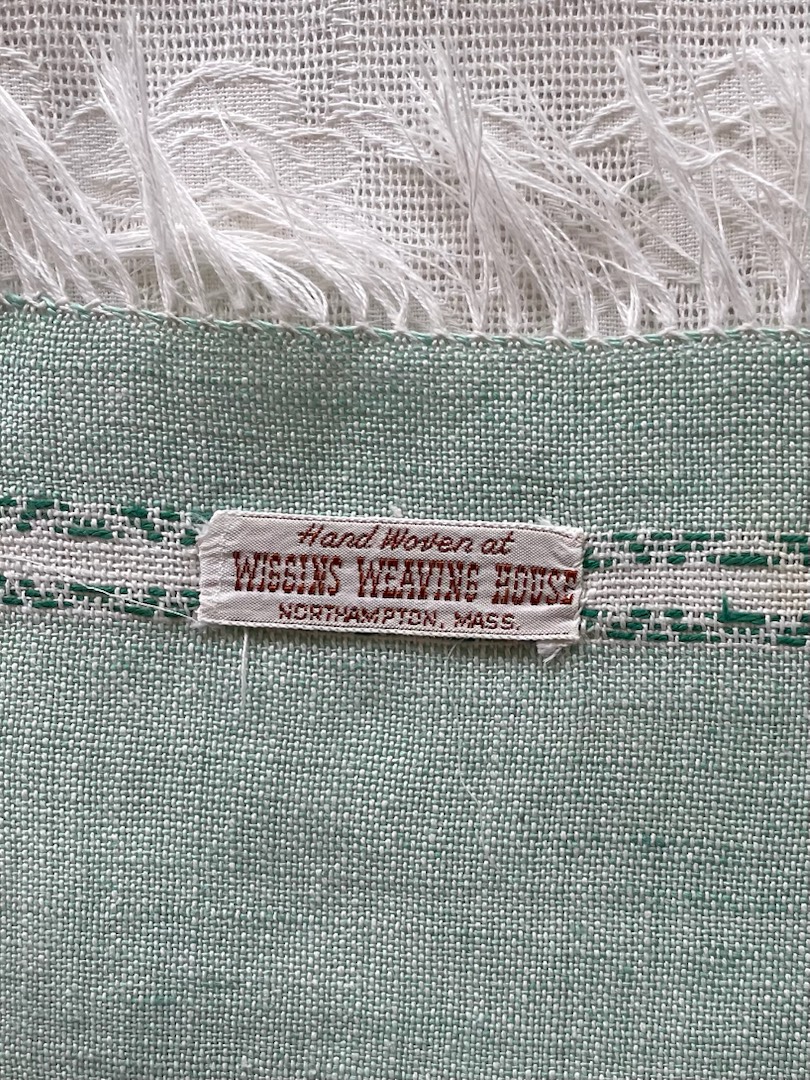 Hand Woven at
WIGGINS WEAVING HOUSE
NORTHAMPTON, MASS.